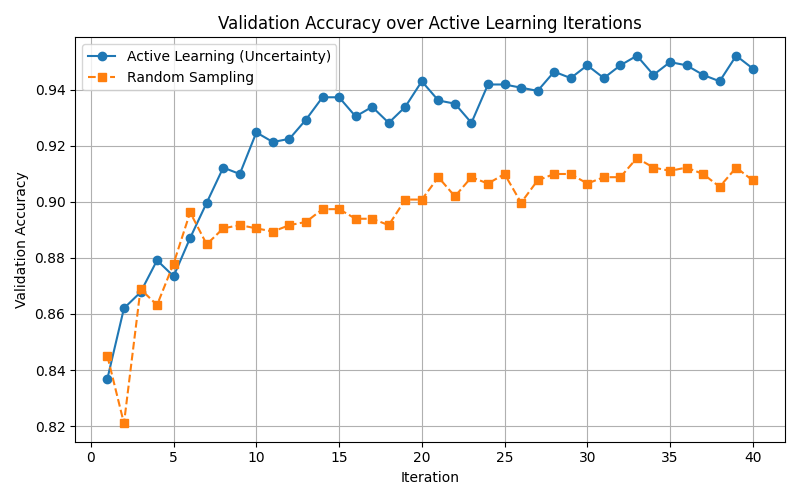 Validation Accuracy over Active Learning Iterations
Active Learning (Uncertainty)
Random Sampling
Validation Accuracy
0.94
0.92
0.90
0.88
0.86
0.84
0.82
0 5 10 15 20 25 30 35 40
Iteration